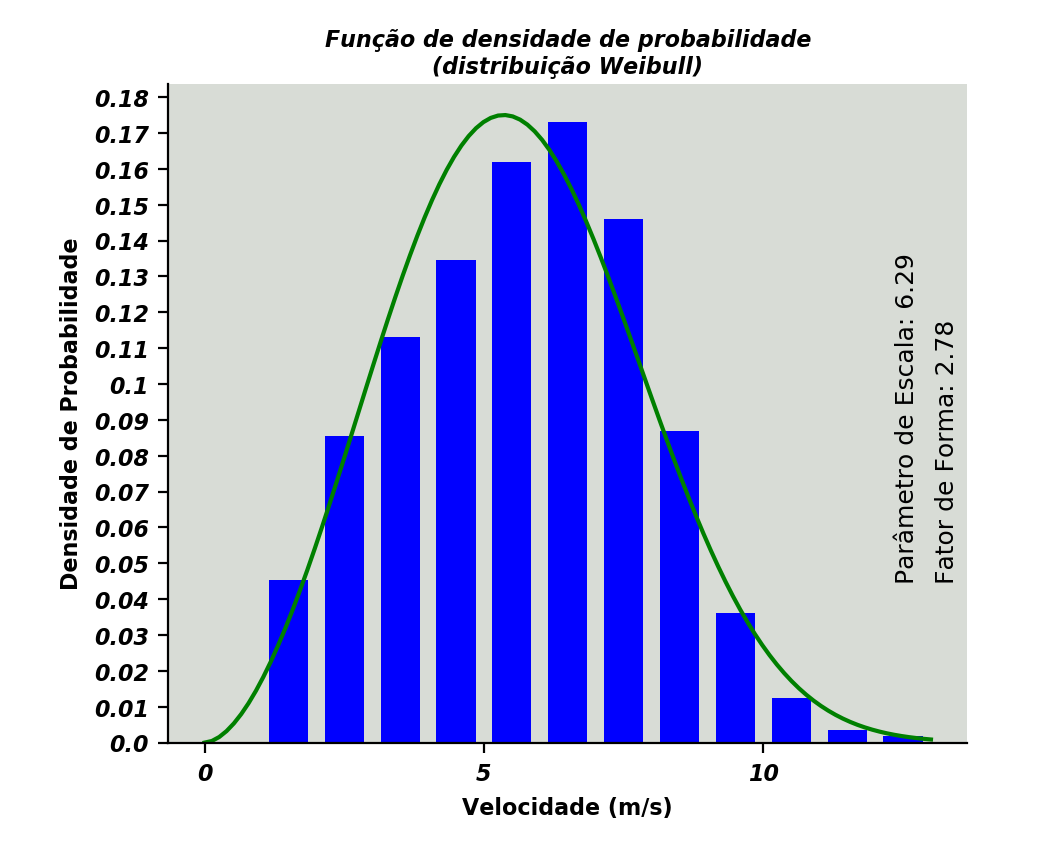 Função de densidade de probabilidade
(distribuição Weibull)
Densidade de Probabilidade
0.18
0.17
0.16
0.15
0.14
0.13
0.12
0.11
0.1
0.09
0.08
0.07
0.06
0.05
0.04
0.03
0.02
0.01
0.0
Parâmetro de Escala: 6.29
Fator de Forma: 2.78
0 5 10
Velocidade (m/s)